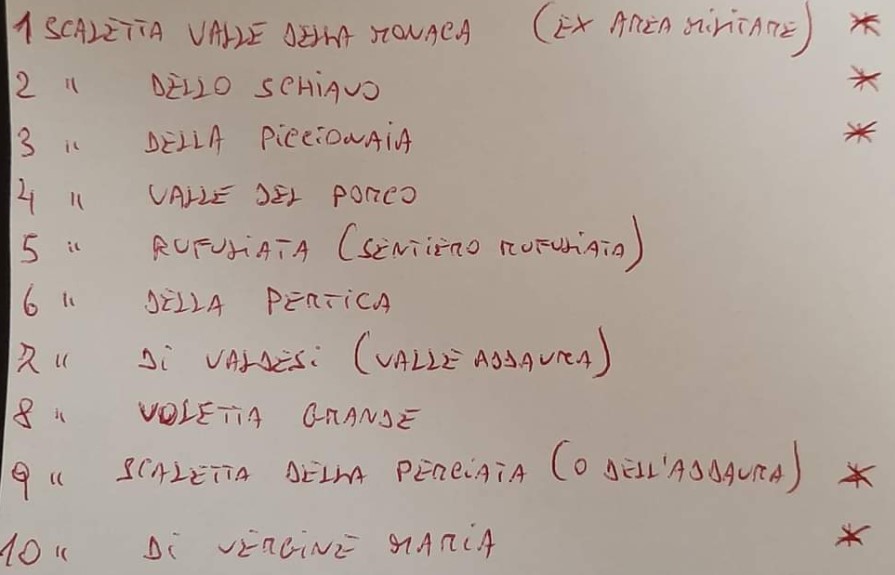 1 SCALETTA VALLE DELLA MONACA (EX AREA MILITARE) *
2 " DELLO SCHIAVO *
3 " DELLA PICCIONAIA *
4 " VALLE DEL PORCO
5 " RUFULIATA (SENTIERO RUFULIATA)
6 " DELLA PERTICA
7 " DI VALDESI (VALLE ADDAURA)
8 " VOLETTA GRANDE
9 " SCALETTA DELLA PERCIATA (O DELL'ADDAURA) *
10 " DI VERGINE MARIA *